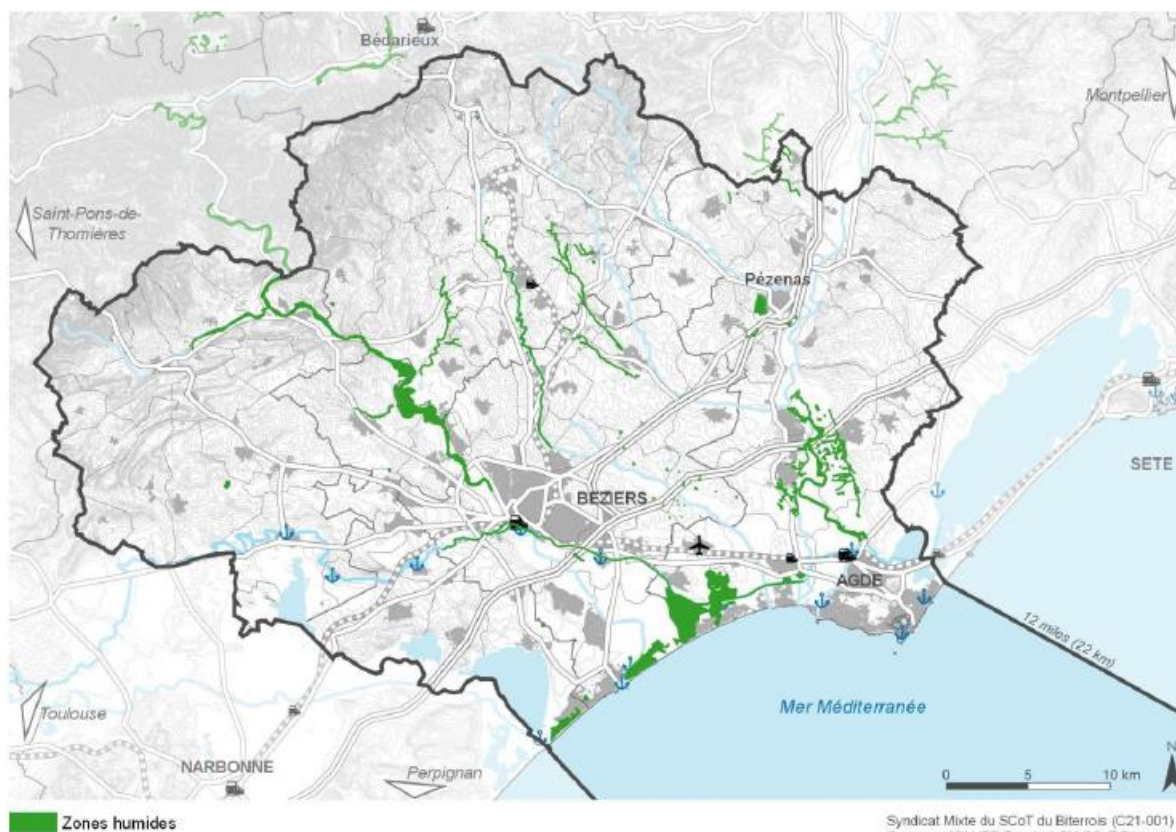 Bédarieux
Montpellier
Saint-Pons-de-
Thomières
Pézenas
SETE
BEZIERS
AGDE
12 miles (22 km)
Mer Méditerranée
Toulouse
NARBONNE
Perpignan
N
0 5 10 km
Zones humides
Syndicat Mixte du SCoT du Biterrois (C21-001)